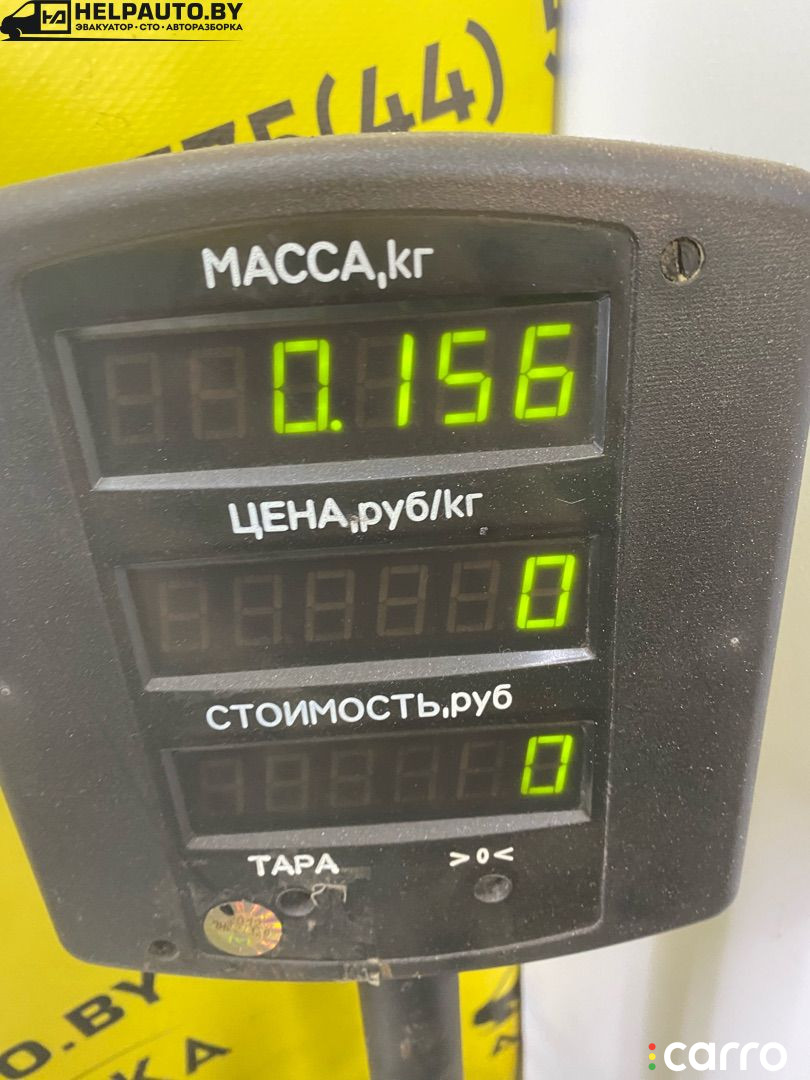 HELPAUTO.BY
ЭВАКУАТОР·СТО·АВТОРАЗБОРКА
(44)
МАССА,кг
0.156
ЦЕНА,руб/кг
0
СТОИМОСТЬ,руб
0
ТАРА >0<
carro